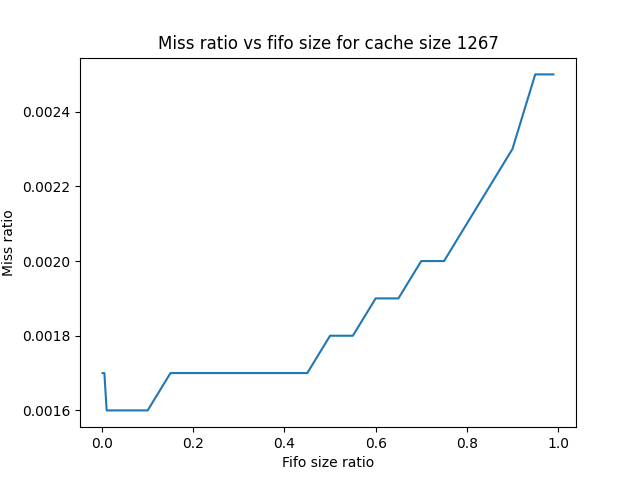 Miss ratio vs fifo size for cache size 1267
Miss ratio
0.0024
0.0022
0.0020
0.0018
0.0016
0.0 0.2 0.4 0.6 0.8 1.0
Fifo size ratio